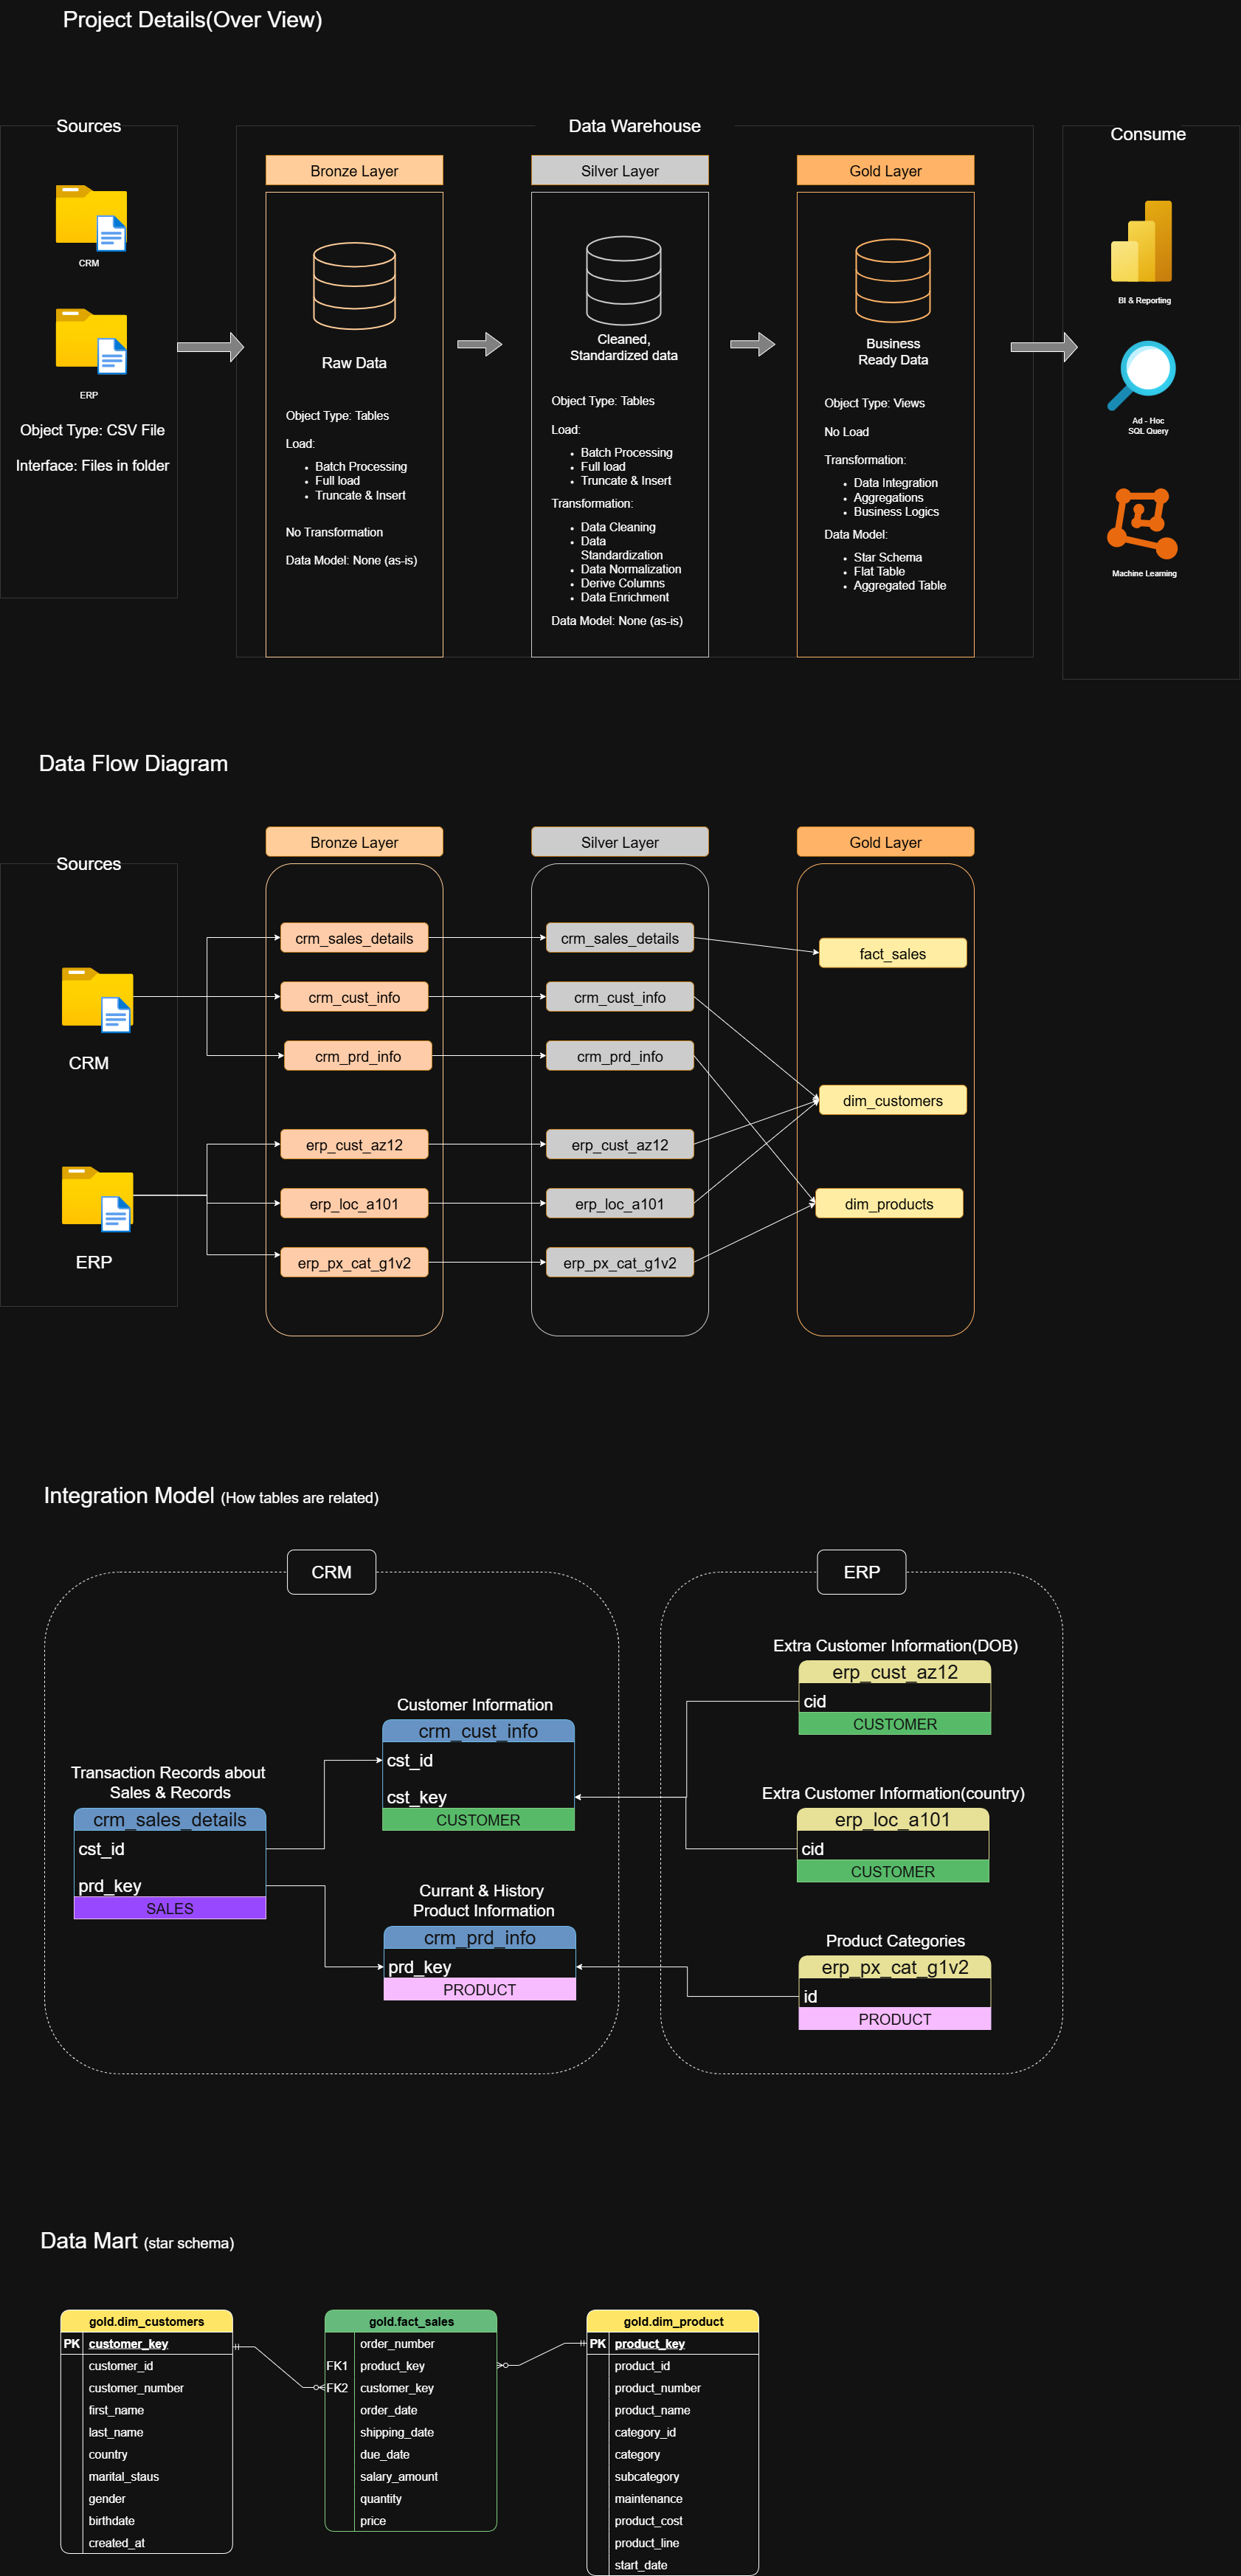 Project Details(Over View)
Sources
CRM
ERP
Object Type: CSV File
Interface: Files in folder
Data Warehouse
Bronze Layer
Raw Data
Object Type: Tables
Load:
Batch Processing
Full load
Truncate & Insert
No Transformation
Data Model: None (as-is)
Silver Layer
Cleaned,
Standardized data
Object Type: Tables
Load:
Batch Processing
Full load
Truncate & Insert
Transformation:
Data Cleaning
Data
Standardization
Data Normalization
Derive Columns
Data Enrichment
Data Model: None (as-is)
Gold Layer
Business
Ready Data
Object Type: Views
No Load
Transformation:
Data Integration
Aggregations
Business Logics
Data Model:
Star Schema
Flat Table
Aggregated Table
Consume
BI & Reporting
Ad - Hoc
SQL Query
Machine Learning
Data Flow Diagram
Sources
CRM
ERP
Bronze Layer
crm_sales_details
crm_cust_info
crm_prd_info
erp_cust_az12
erp_loc_a101
erp_px_cat_g1v2
Silver Layer
crm_sales_details
crm_cust_info
crm_prd_info
erp_cust_az12
erp_loc_a101
erp_px_cat_g1v2
Gold Layer
fact_sales
dim_customers
dim_products
Integration Model (How tables are related)
CRM
Transaction Records about
Sales & Records
crm_sales_details
cst_id
prd_key
SALES
Customer Information
crm_cust_info
cst_id
cst_key
CUSTOMER
Currant & History
Product Information
crm_prd_info
prd_key
PRODUCT
ERP
Extra Customer Information(DOB)
erp_cust_az12
cid
CUSTOMER
Extra Customer Information(country)
erp_loc_a101
cid
CUSTOMER
Product Categories
erp_px_cat_g1v2
id
PRODUCT
Data Mart (star schema)
gold.dim_customers
PK customer_key
customer_id
customer_number
first_name
last_name
country
marital_staus
gender
birthdate
created_at
gold.fact_sales
order_number
FK1 product_key
FK2 customer_key
order_date
shipping_date
due_date
salary_amount
quantity
price
gold.dim_product
PK product_key
product_id
product_number
product_name
category_id
category
subcategory
maintenance
product_cost
product_line
start_date